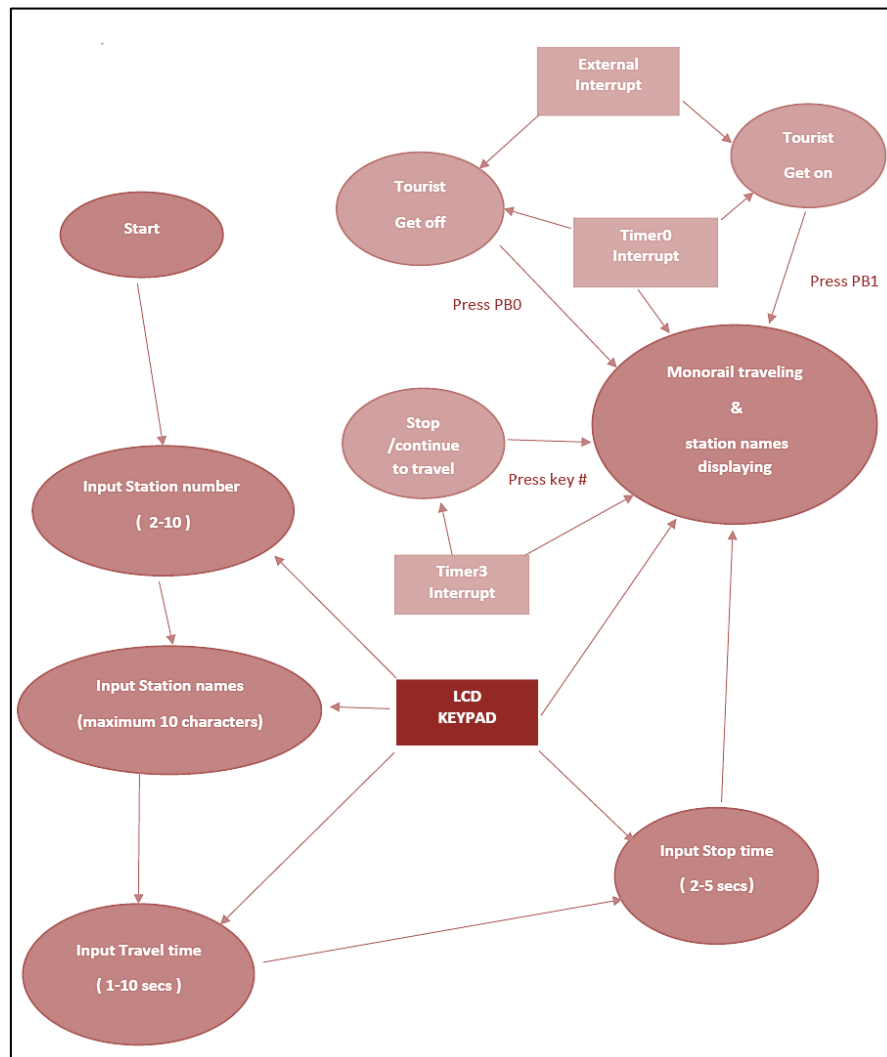 External
Interrupt
Tourist
Get on
Tourist
Get off
Start
Timer0
Interrupt
Press PB1
Press PB0
Monorail traveling
&
station names
displaying
Stop
/continue
to travel
Press key #
Input Station number
( 2-10 )
Timer3
Interrupt
Input Station names
(maximum 10 characters)
LCD
KEYPAD
Input Stop time
( 2-5 secs)
Input Travel time
( 1-10 secs )